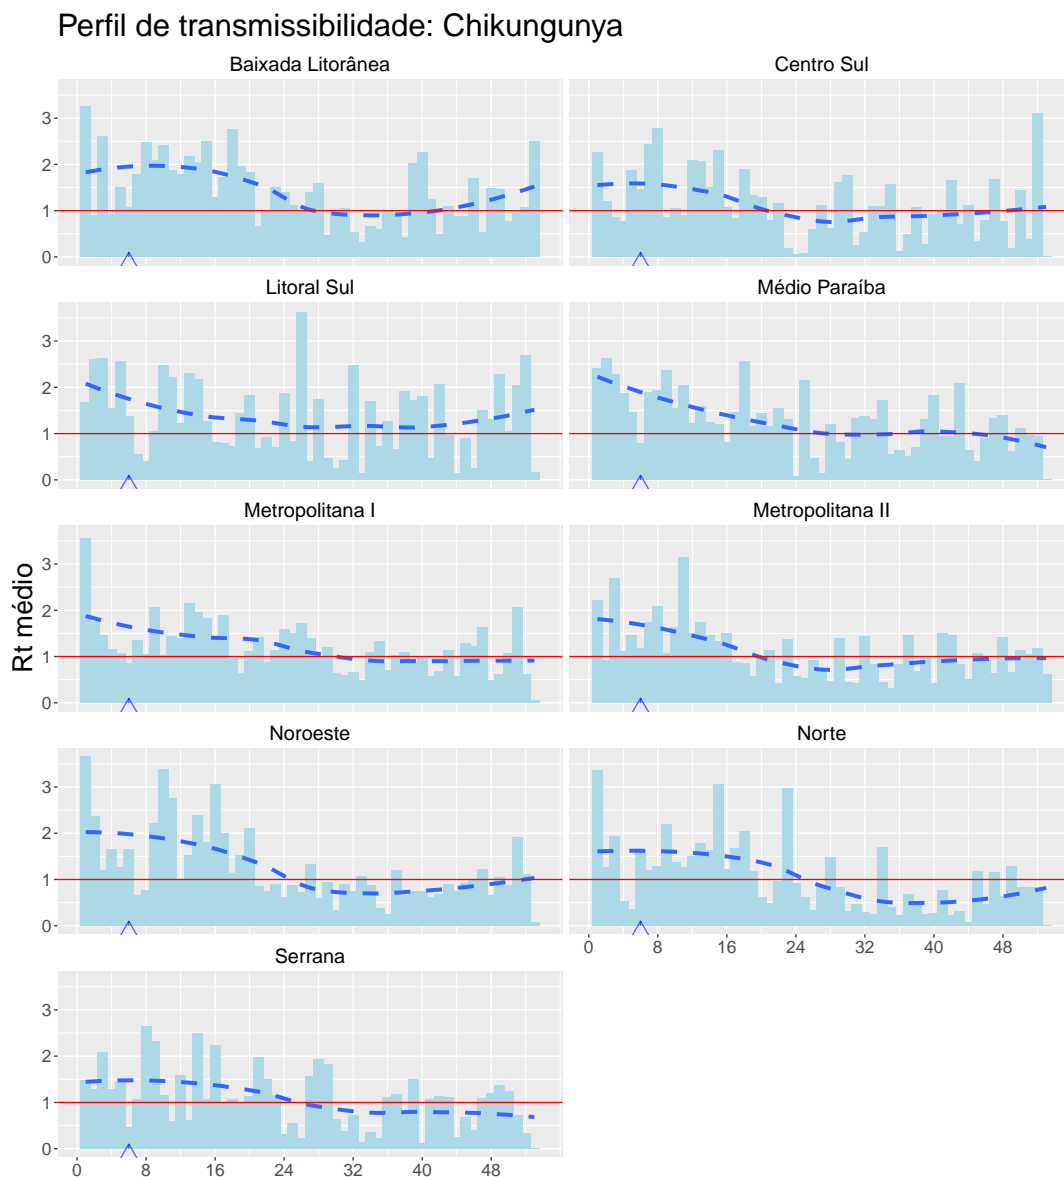 Perfil de transmissibilidade: Chikungunya
Baixada Litorânea
Centro Sul
3
2
1
0
Litoral Sul
Médio Paraíba
3
2
1
0
Metropolitana I
Metropolitana II
3
2
1
0
Rt médio
Noroeste
Norte
3
2
1
0
0 8 16 24 32 40 48
Serrana
3
2
1
0
0 8 16 24 32 40 48